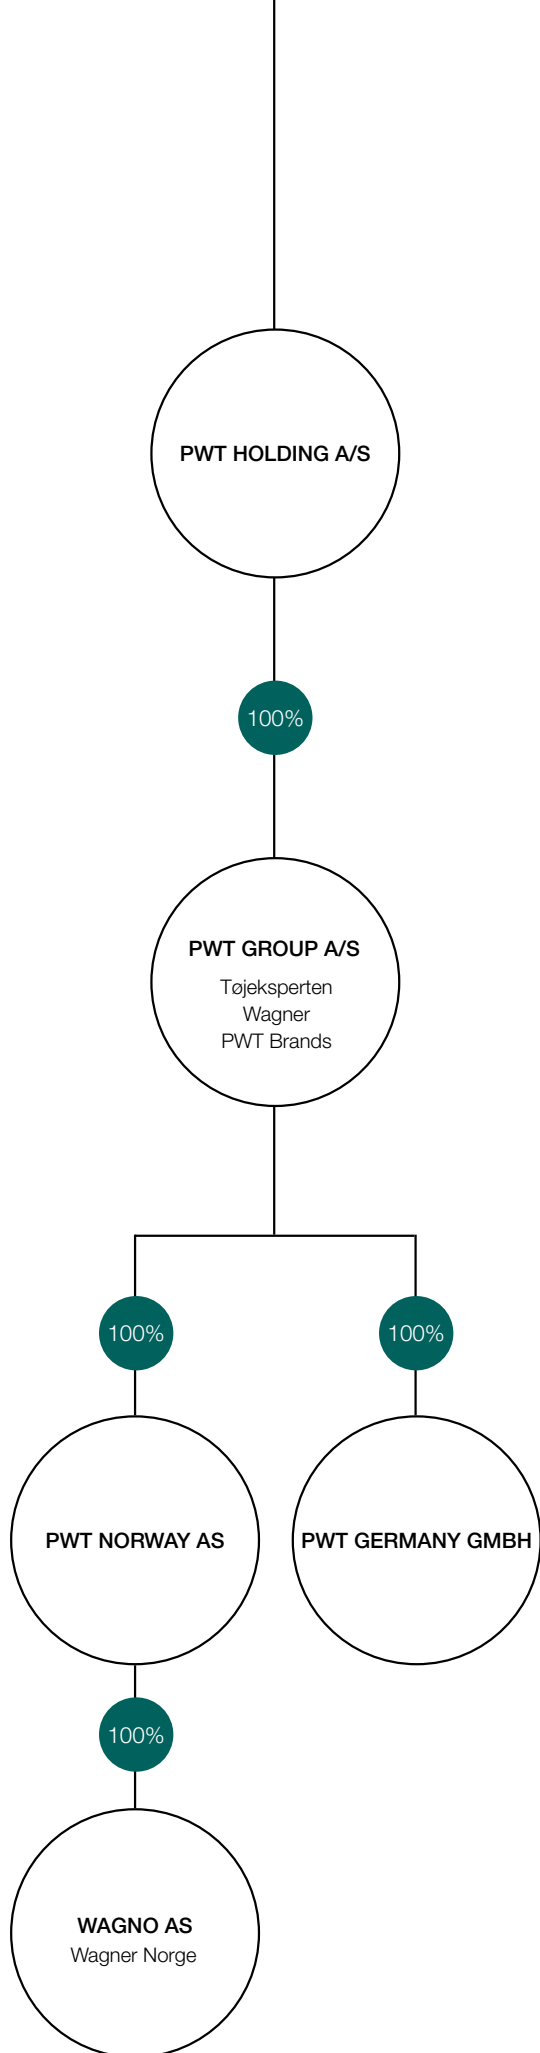 PWT HOLDING A/S
100%
PWT GROUP A/S
Tøjeksperten
Wagner
PWT Brands
100%
100%
PWT NORWAY AS
PWT GERMANY GMBH
100%
WAGNO AS
Wagner Norge